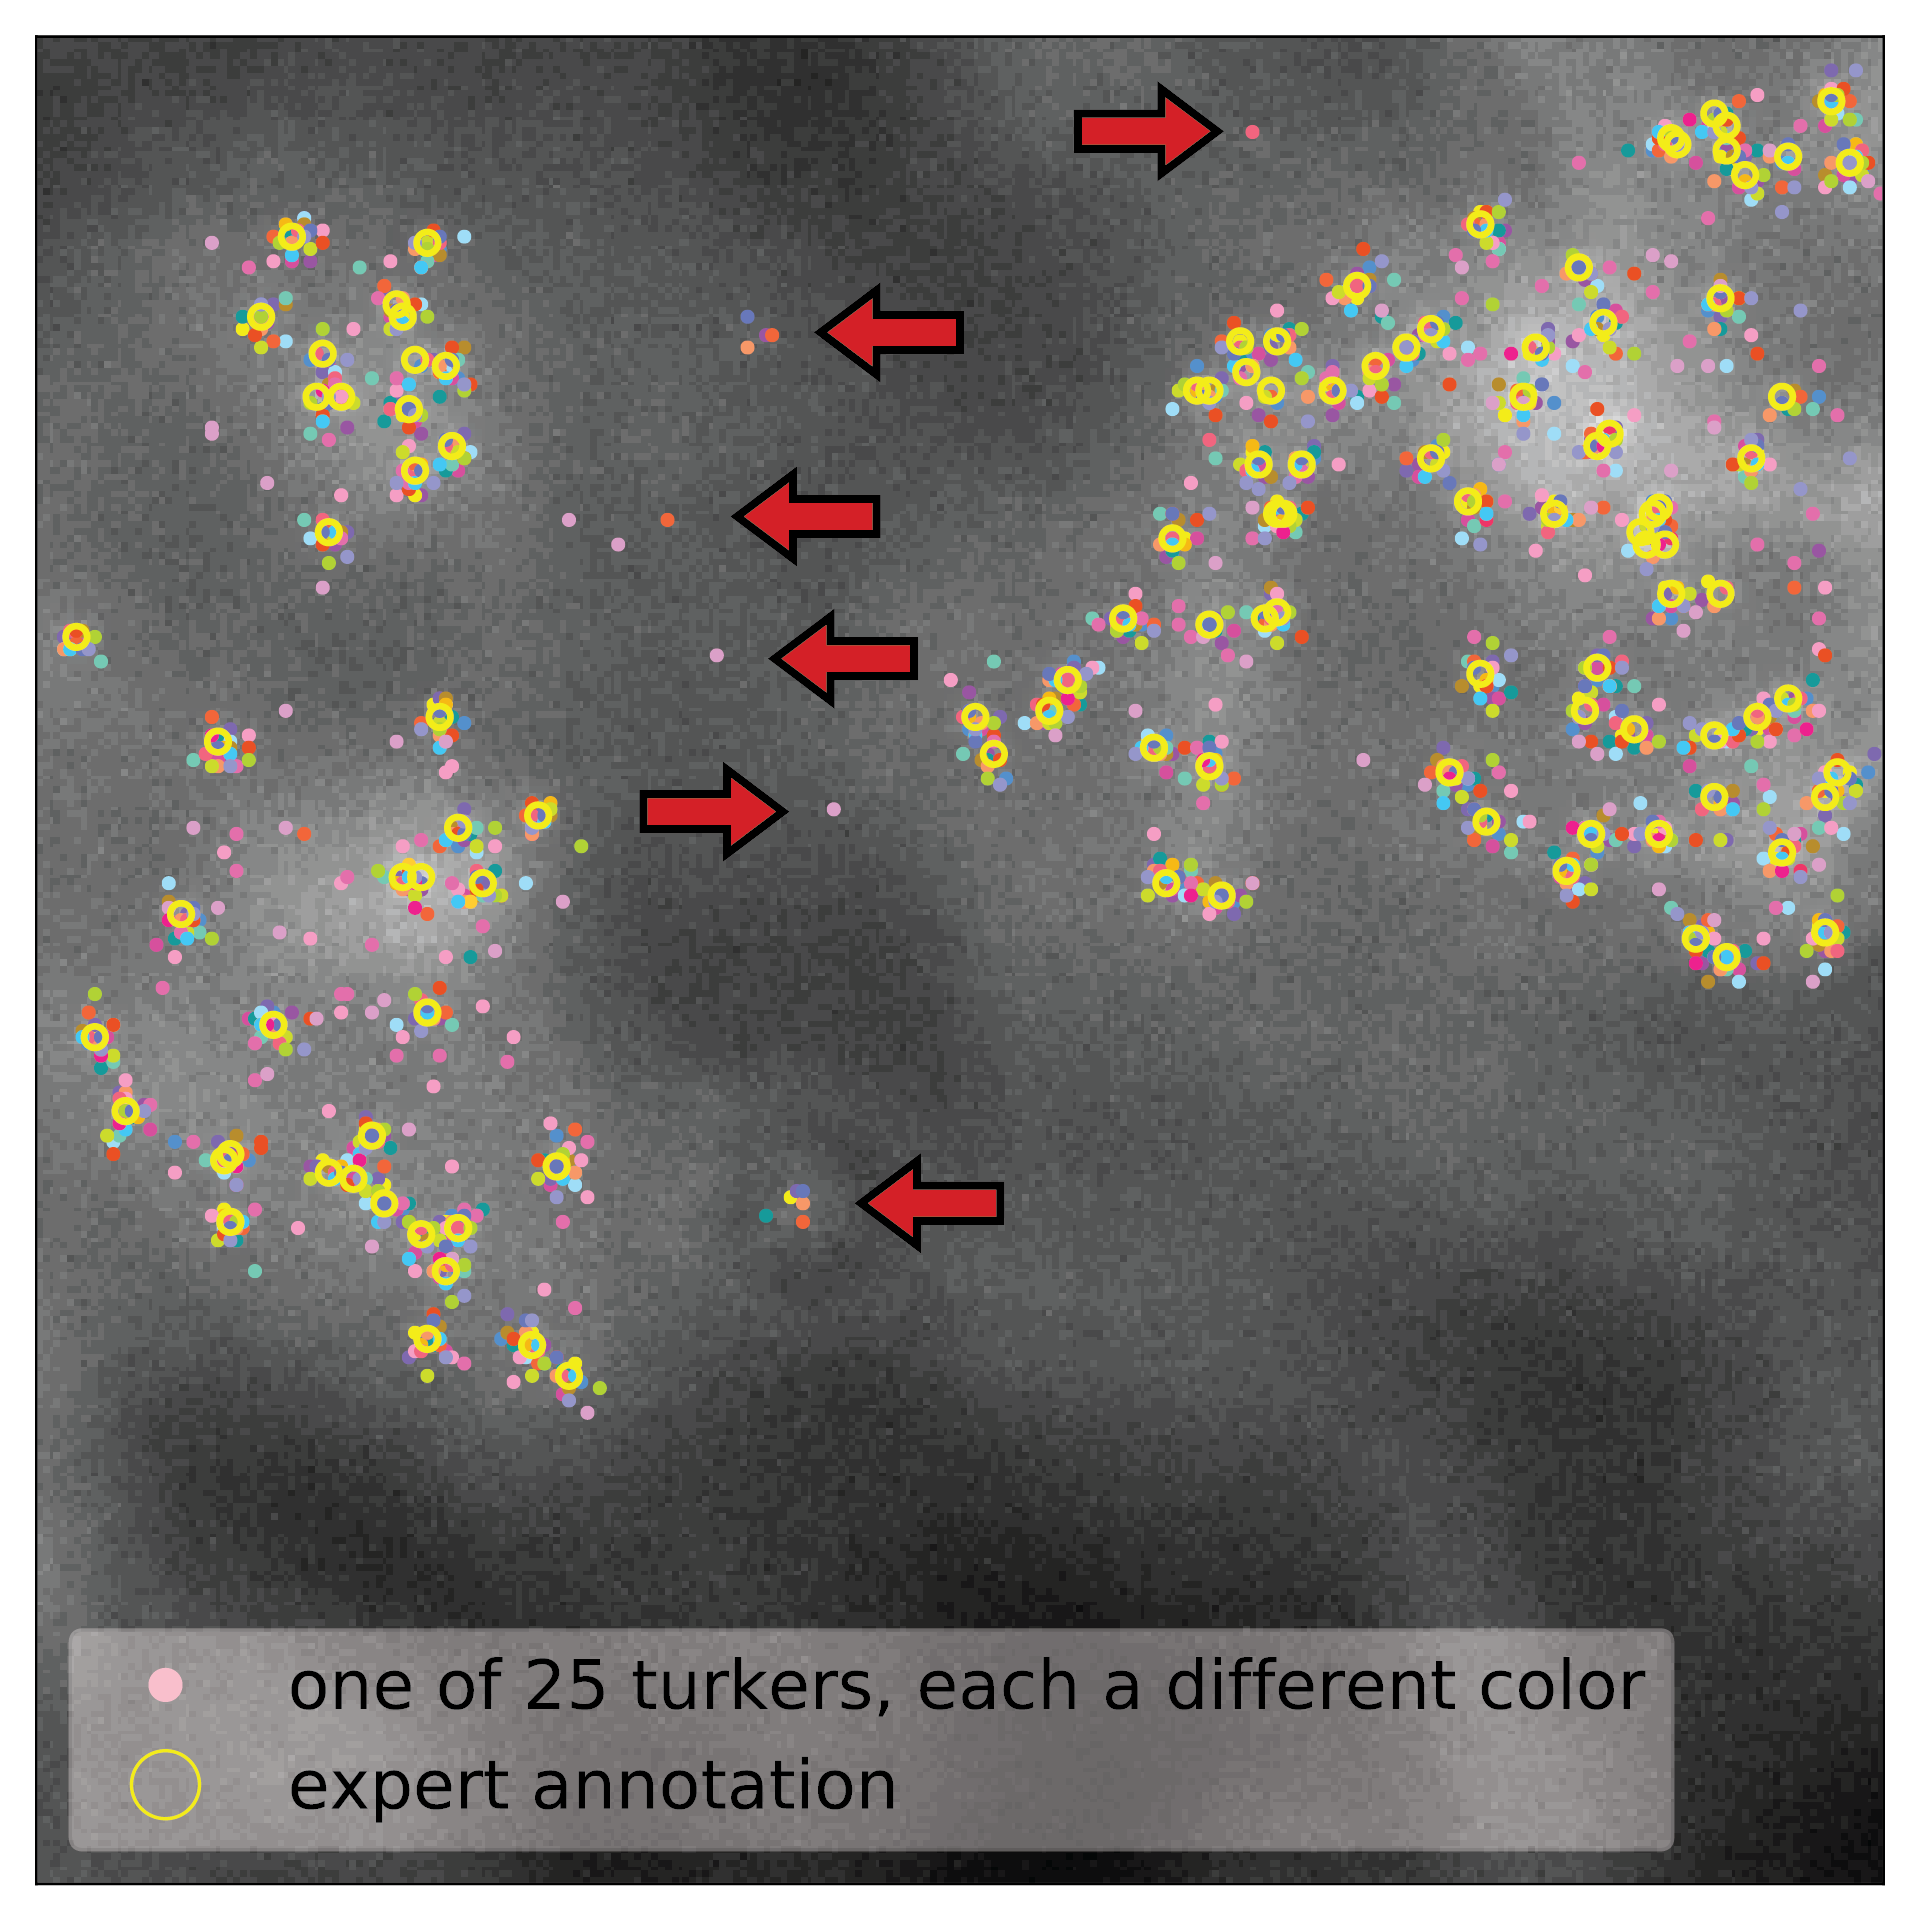 one of 25 turkers, each a different color
expert annotation